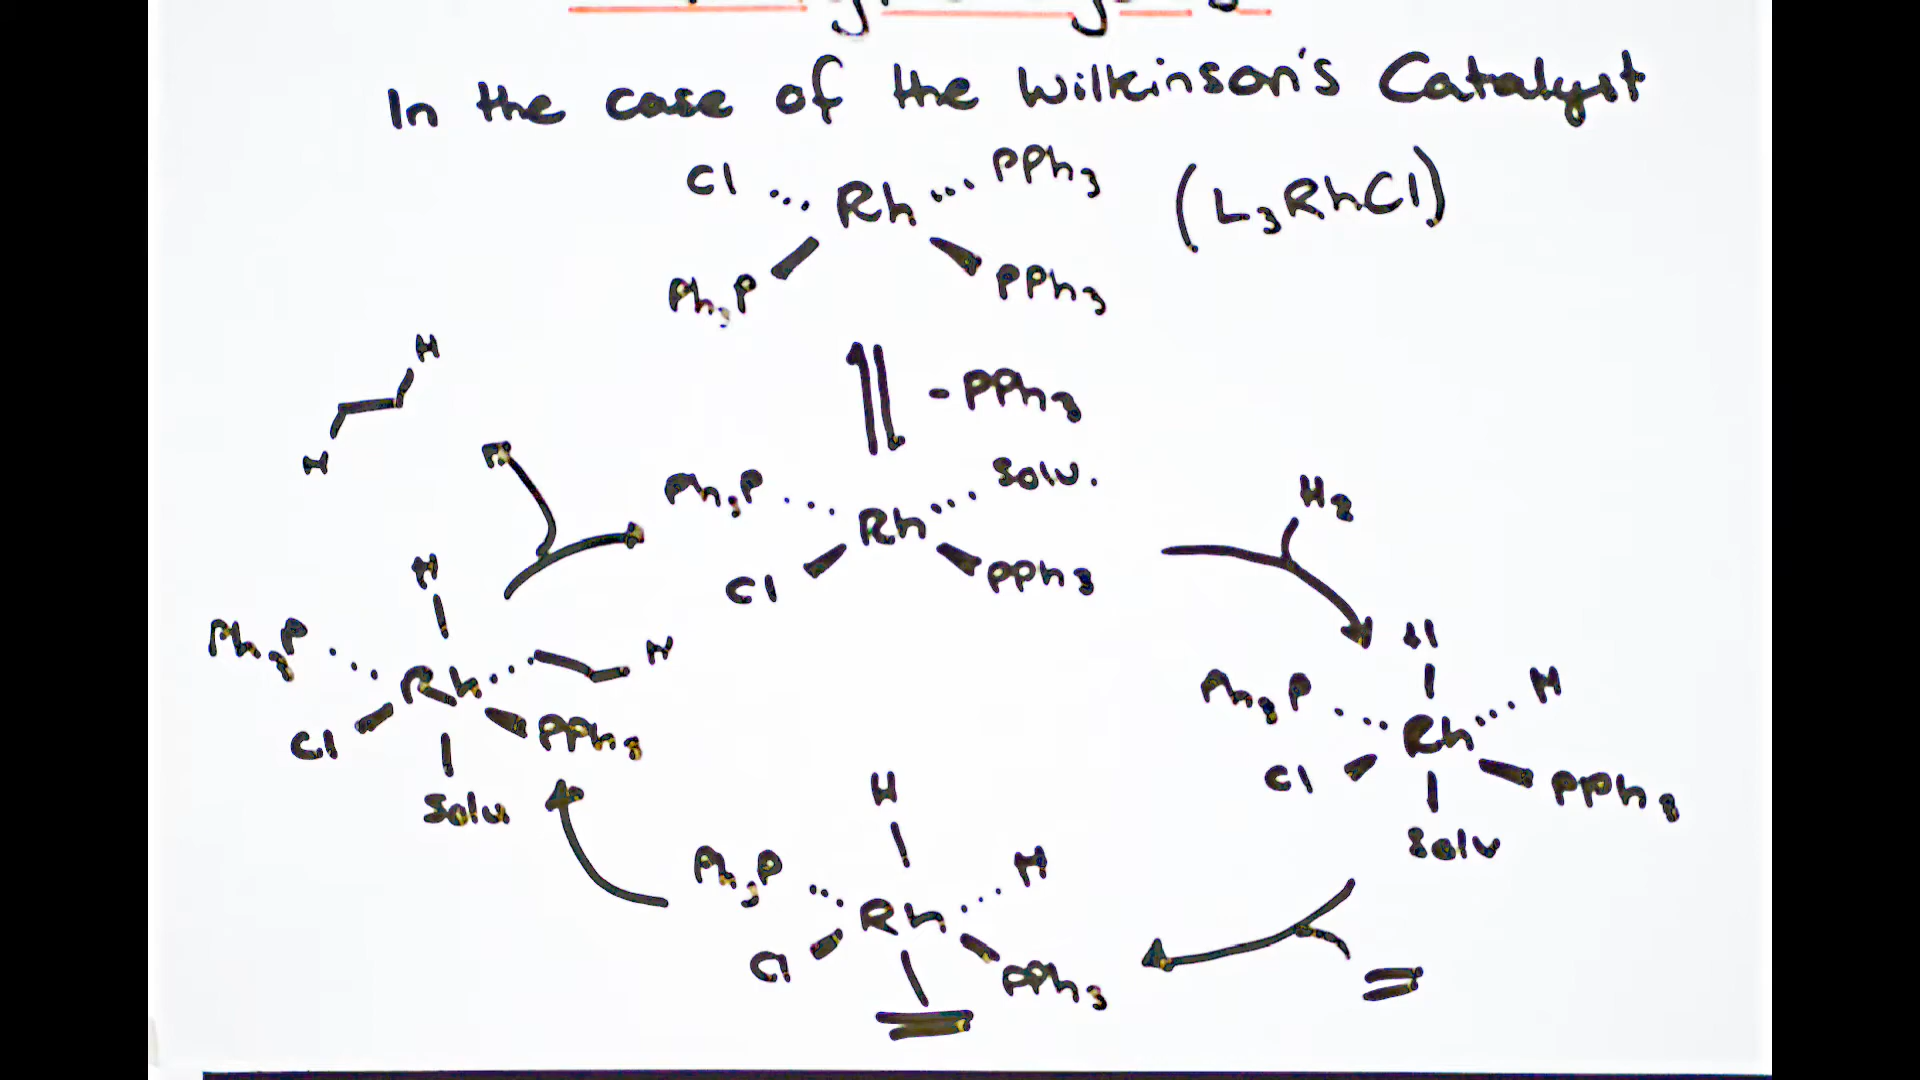 In the case of the Wilkinson's Catalyst
Cl Rh PPh3 (L3RhCl)
Ph3P PPh3
H
- PPh3
H
Ph3P Solv.
Rh
Cl PPh3
H2
H
Ph3P Rh H
Cl PPh3
Solv
H
Ph3P Rh H
Cl PPh3
Solv
H
Ph3P Rh H
Cl PPh3